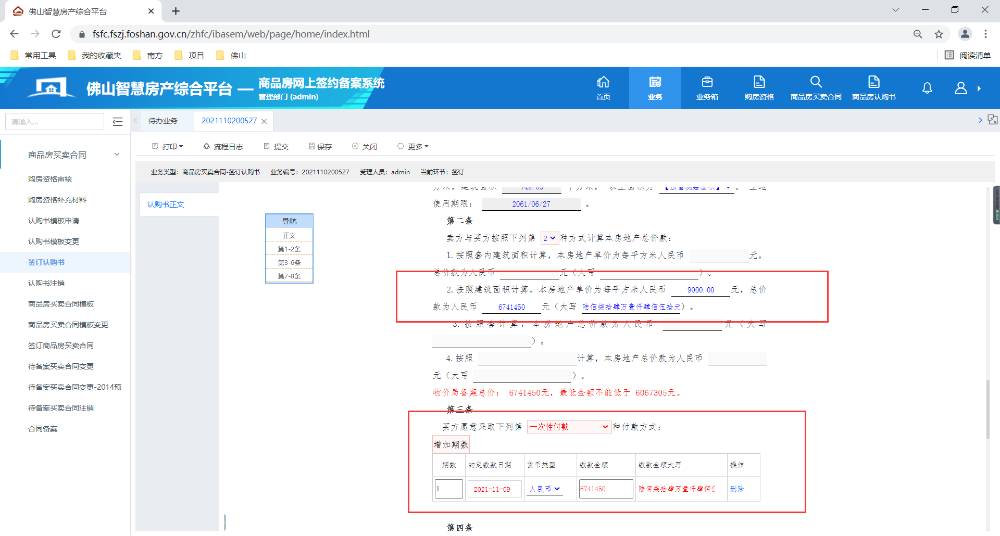 佛山智慧房产综合平台
fsfc.fszj.foshan.gov.cn/zhfc/ibasem/web/page/home/index.html
常用工具 我的收藏夹 南方 项目 佛山 阅读清单
佛山智慧房产综合平台 — 商品房网上签约备案系统
管理部门 (admin)
首页 业务 业务箱 购房资格 商品房买卖合同 商品房认购书
请输入...
待办业务 2021110200527
打印 流程日志 提交 保存 关闭 更多
业务类型：商品房买卖合同-签订认购书 业务编号：2021110200527 受理人员：admin 当前环节：签订
商品房买卖合同
购房资格审核
购房资格补充材料
认购书模板申请
认购书模板变更
签订认购书
认购书注销
商品房买卖合同模板
商品房买卖合同模板变更
签订商品房买卖合同
待备案买卖合同变更
待备案买卖合同变更-2014预
待备案买卖合同注销
合同备案
认购书正文
导航
正文
第1-2条
第3-6条
第7-8条
方米，建筑面积 749.05 平方米，以上面积为【预售测绘面积】。土地
使用期限： 2061/06/27 。
第二条
卖方与买方按照下列第 2 种方式计算本房地产总价款：
1.按照套内建筑面积计算，本房地产单价为每平方米人民币 元，
总价款为人民币 元（大写 ）。
2.按照建筑面积计算，本房地产单价为每平方米人民币 9000.00 元，总价
款为人民币 6741450 元（大写 陆佰柒拾肆万壹仟肆佰伍拾元）。
3.按照套计算，本房地产总价款为人民币 元（大写
）。
4.按照 计算，本房地产总价款为人民币
元（大写 ）。
物价局备案总价： 6741450元，最低金额不能低于 6067305元。
第三条
买方愿意采取下列第 一次性付款 种付款方式：
增加期数
期数 约定缴款日期 货币类型 缴款金额 缴款金额大写 操作
1 2021-11-09 人民币 6741450 陆佰柒拾肆万壹仟肆佰 删除
第四条